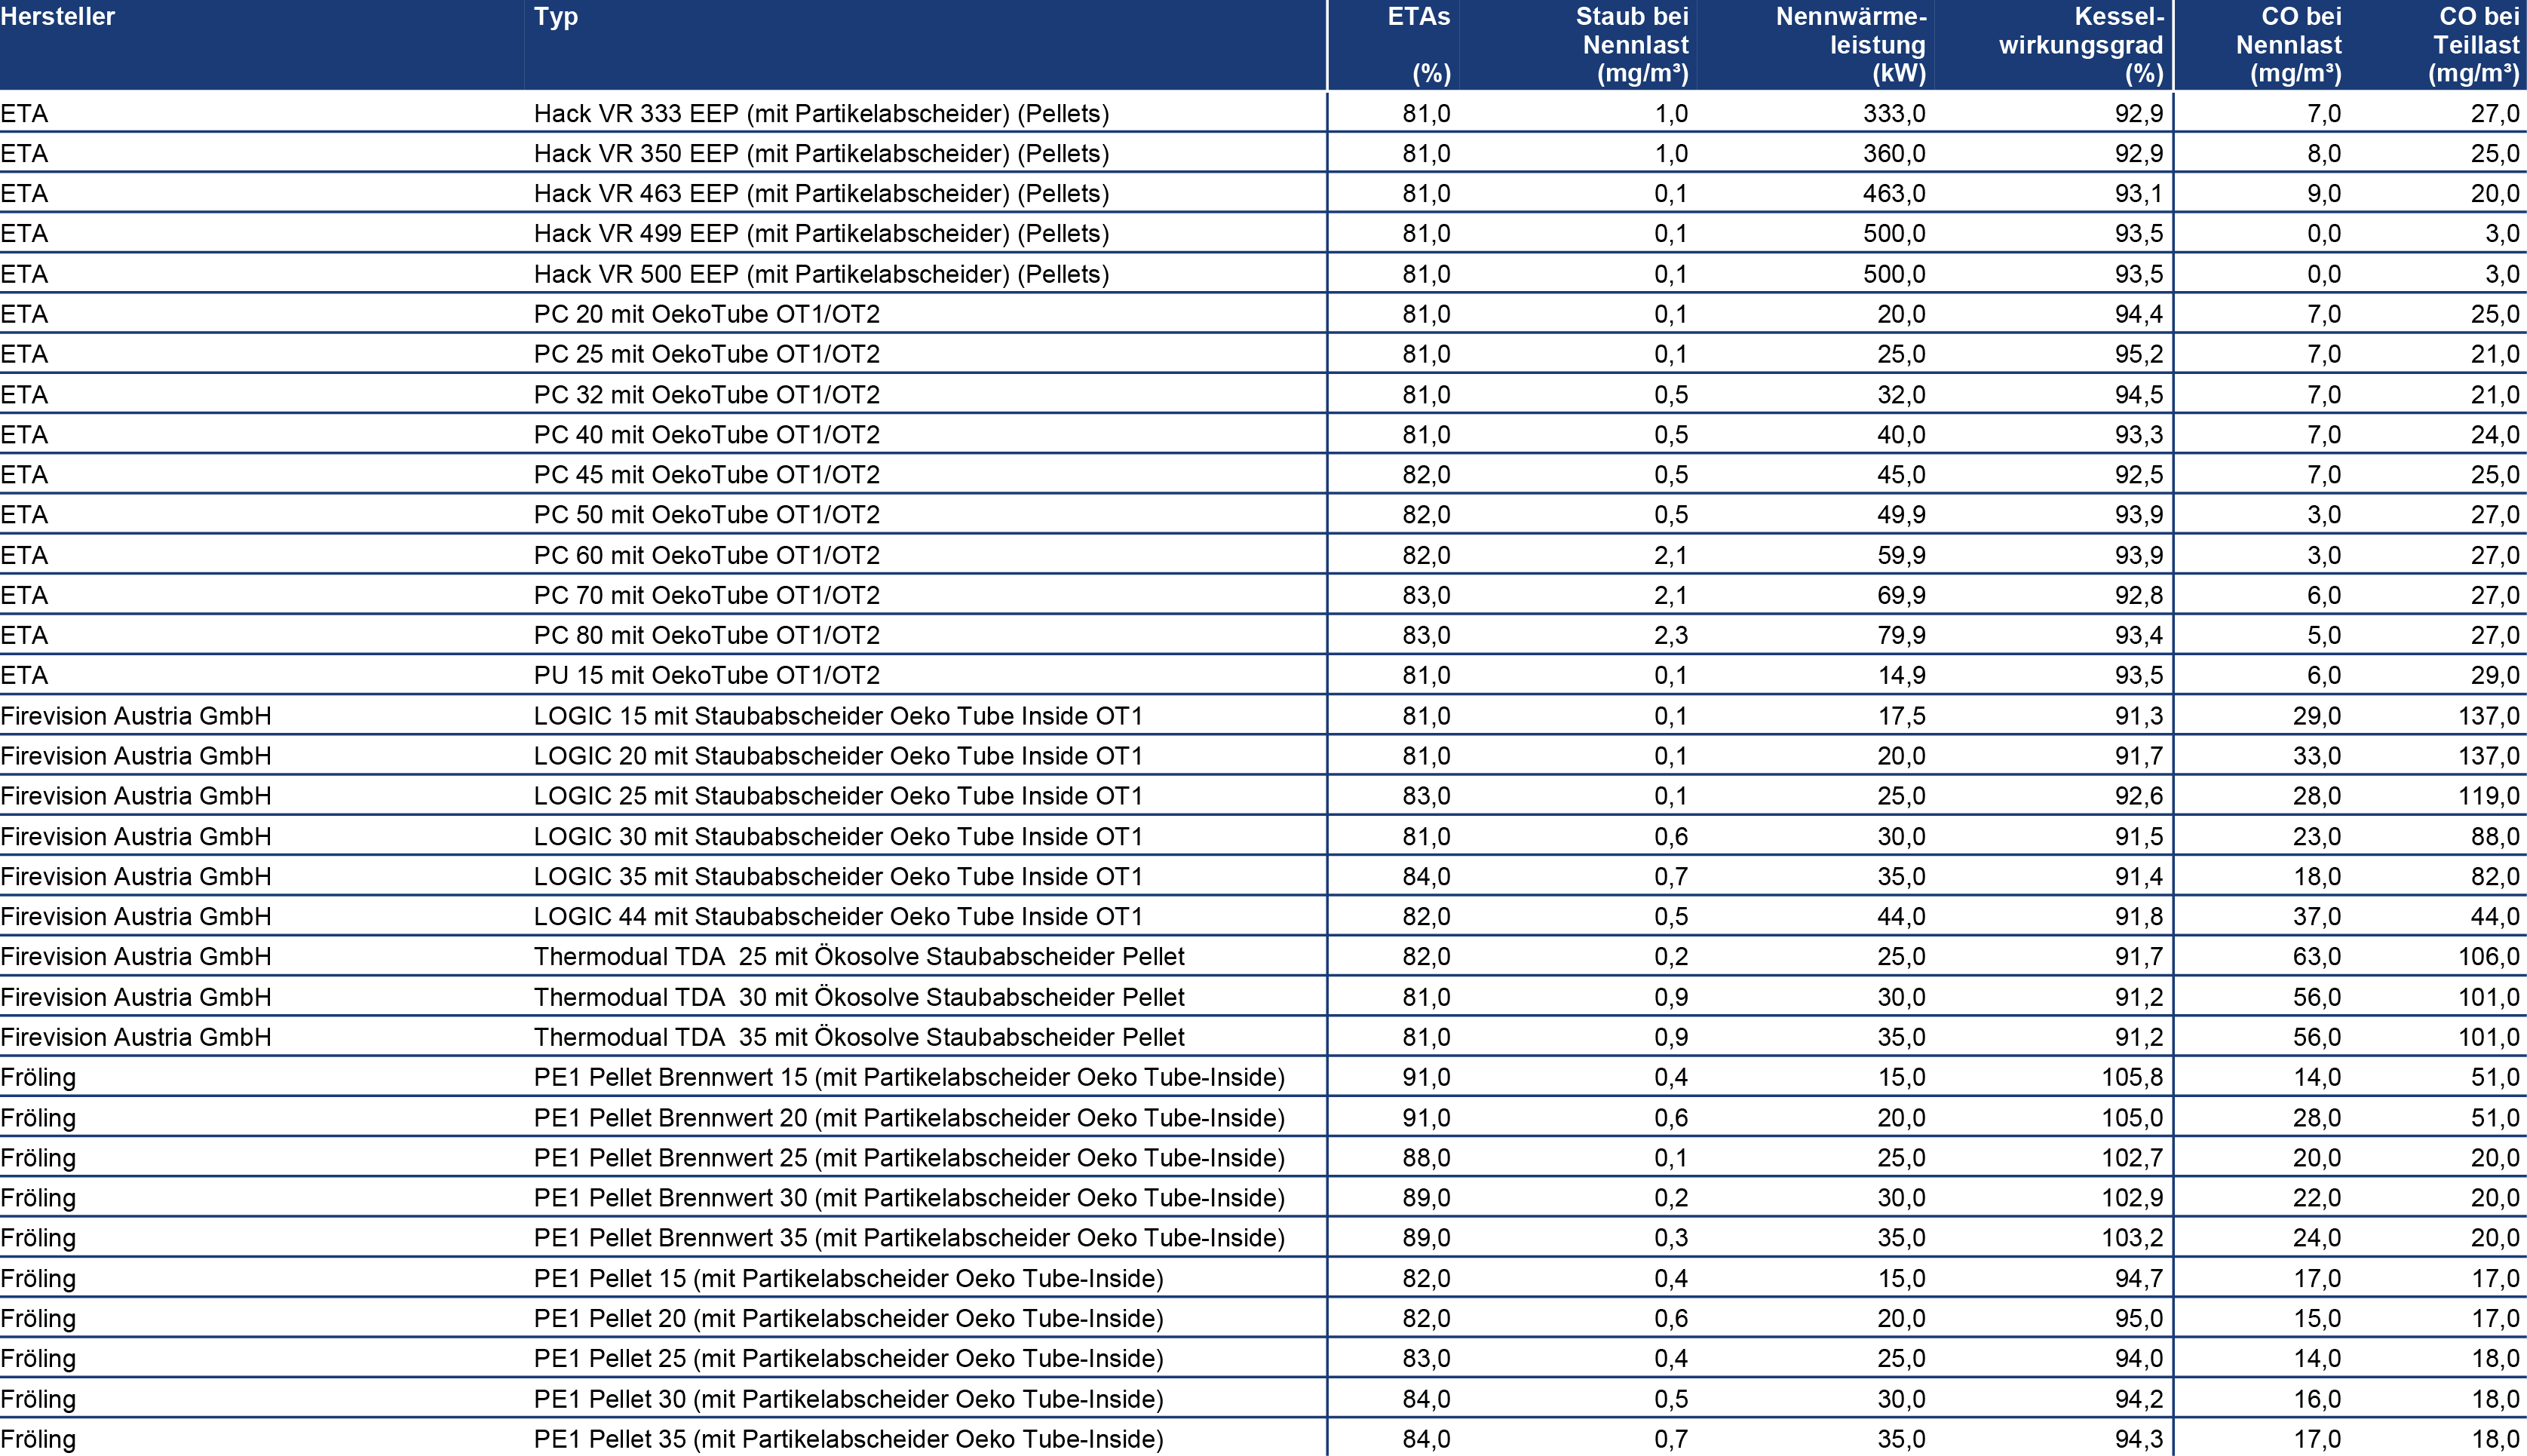 Hersteller Typ ETAs (%) Staub bei Nennlast (mg/m³) Nennwärme-leistung (kW) Kessel-wirkungsgrad (%) CO bei Nennlast (mg/m³) CO bei Teillast (mg/m³)
ETA Hack VR 333 EEP (mit Partikelabscheider) (Pellets) 81,0 1,0 333,0 92,9 7,0 27,0
ETA Hack VR 350 EEP (mit Partikelabscheider) (Pellets) 81,0 1,0 360,0 92,9 8,0 25,0
ETA Hack VR 463 EEP (mit Partikelabscheider) (Pellets) 81,0 0,1 463,0 93,1 9,0 20,0
ETA Hack VR 499 EEP (mit Partikelabscheider) (Pellets) 81,0 0,1 500,0 93,5 0,0 3,0
ETA Hack VR 500 EEP (mit Partikelabscheider) (Pellets) 81,0 0,1 500,0 93,5 0,0 3,0
ETA PC 20 mit OekoTube OT1/OT2 81,0 0,1 20,0 94,4 7,0 25,0
ETA PC 25 mit OekoTube OT1/OT2 81,0 0,1 25,0 95,2 7,0 21,0
ETA PC 32 mit OekoTube OT1/OT2 81,0 0,5 32,0 94,5 7,0 21,0
ETA PC 40 mit OekoTube OT1/OT2 81,0 0,5 40,0 93,3 7,0 24,0
ETA PC 45 mit OekoTube OT1/OT2 82,0 0,5 45,0 92,5 7,0 25,0
ETA PC 50 mit OekoTube OT1/OT2 82,0 0,5 49,9 93,9 3,0 27,0
ETA PC 60 mit OekoTube OT1/OT2 82,0 2,1 59,9 93,9 3,0 27,0
ETA PC 70 mit OekoTube OT1/OT2 83,0 2,1 69,9 92,8 6,0 27,0
ETA PC 80 mit OekoTube OT1/OT2 83,0 2,3 79,9 93,4 5,0 27,0
ETA PU 15 mit OekoTube OT1/OT2 81,0 0,1 14,9 93,5 6,0 29,0
Firevision Austria GmbH LOGIC 15 mit Staubabscheider Oeko Tube Inside OT1 81,0 0,1 17,5 91,3 29,0 137,0
Firevision Austria GmbH LOGIC 20 mit Staubabscheider Oeko Tube Inside OT1 81,0 0,1 20,0 91,7 33,0 137,0
Firevision Austria GmbH LOGIC 25 mit Staubabscheider Oeko Tube Inside OT1 83,0 0,1 25,0 92,6 28,0 119,0
Firevision Austria GmbH LOGIC 30 mit Staubabscheider Oeko Tube Inside OT1 81,0 0,6 30,0 91,5 23,0 88,0
Firevision Austria GmbH LOGIC 35 mit Staubabscheider Oeko Tube Inside OT1 84,0 0,7 35,0 91,4 18,0 82,0
Firevision Austria GmbH LOGIC 44 mit Staubabscheider Oeko Tube Inside OT1 82,0 0,5 44,0 91,8 37,0 44,0
Firevision Austria GmbH Thermodual TDA  25 mit Ökosolve Staubabscheider Pellet 82,0 0,2 25,0 91,7 63,0 106,0
Firevision Austria GmbH Thermodual TDA  30 mit Ökosolve Staubabscheider Pellet 81,0 0,9 30,0 91,2 56,0 101,0
Firevision Austria GmbH Thermodual TDA  35 mit Ökosolve Staubabscheider Pellet 81,0 0,9 35,0 91,2 56,0 101,0
Fröling PE1 Pellet Brennwert 15 (mit Partikelabscheider Oeko Tube-Inside) 91,0 0,4 15,0 105,8 14,0 51,0
Fröling PE1 Pellet Brennwert 20 (mit Partikelabscheider Oeko Tube-Inside) 91,0 0,6 20,0 105,0 28,0 51,0
Fröling PE1 Pellet Brennwert 25 (mit Partikelabscheider Oeko Tube-Inside) 88,0 0,1 25,0 102,7 20,0 20,0
Fröling PE1 Pellet Brennwert 30 (mit Partikelabscheider Oeko Tube-Inside) 89,0 0,2 30,0 102,9 22,0 20,0
Fröling PE1 Pellet Brennwert 35 (mit Partikelabscheider Oeko Tube-Inside) 89,0 0,3 35,0 103,2 24,0 20,0
Fröling PE1 Pellet 15 (mit Partikelabscheider Oeko Tube-Inside) 82,0 0,4 15,0 94,7 17,0 17,0
Fröling PE1 Pellet 20 (mit Partikelabscheider Oeko Tube-Inside) 82,0 0,6 20,0 95,0 15,0 17,0
Fröling PE1 Pellet 25 (mit Partikelabscheider Oeko Tube-Inside) 83,0 0,4 25,0 94,0 14,0 18,0
Fröling PE1 Pellet 30 (mit Partikelabscheider Oeko Tube-Inside) 84,0 0,5 30,0 94,2 16,0 18,0
Fröling PE1 Pellet 35 (mit Partikelabscheider Oeko Tube-Inside) 84,0 0,7 35,0 94,3 17,0 18,0